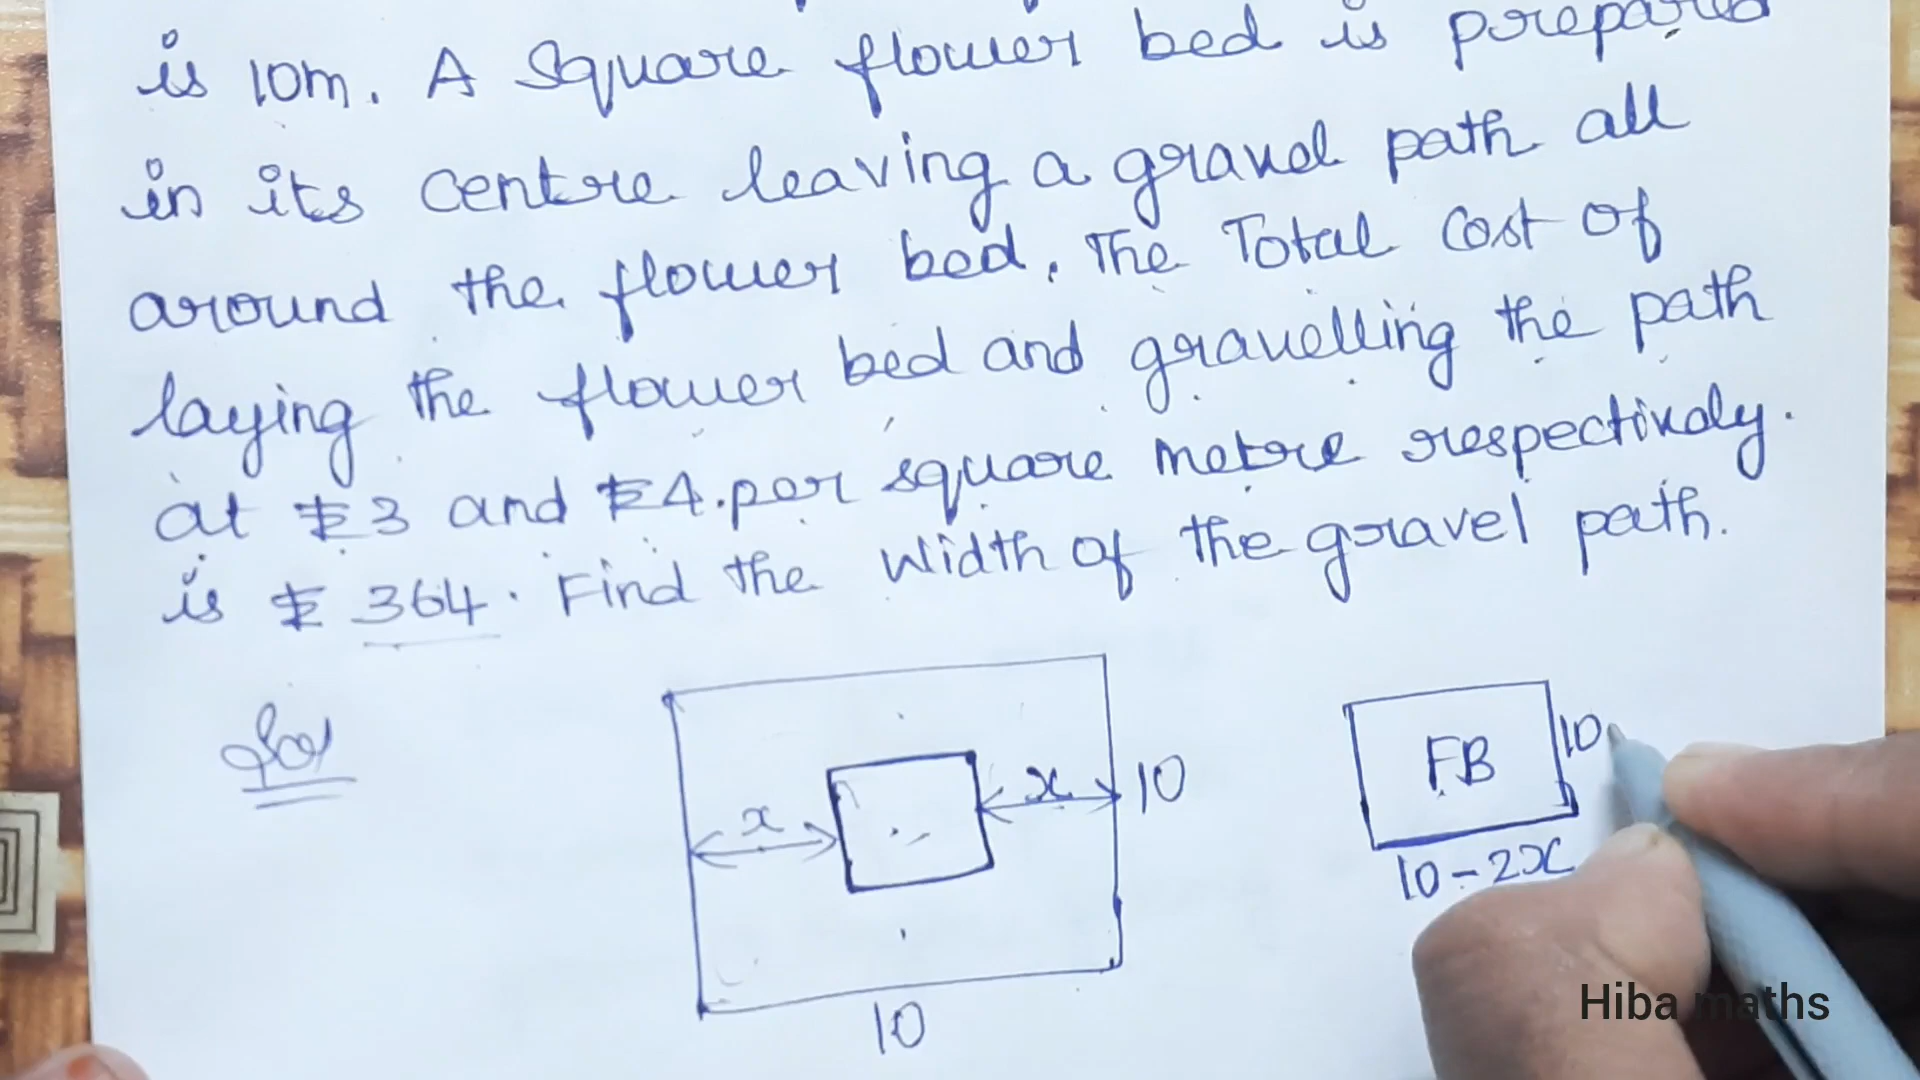 is 10m. A Square flower bed is prepared
in its centre leaving a gravel path all
around the flower bed. The Total Cost of
laying the flower bed and gravelling the path
at ₹3 and ₹4.per square metre respectively.
is ₹ 364. Find the width of the gravel path.
Sol
x
x
10
10
FB
10
10-2x
Hiba maths